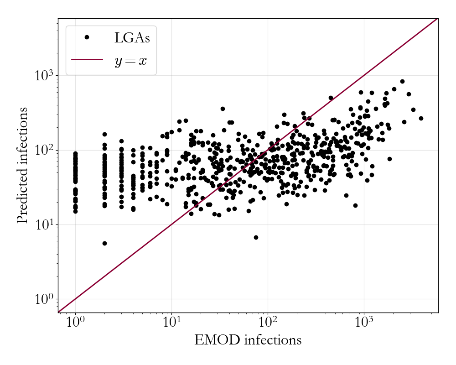 LGAs
y = x
10³
10²
10¹
10⁰
Predicted infections
10⁰ 10¹ 10² 10³
EMOD infections